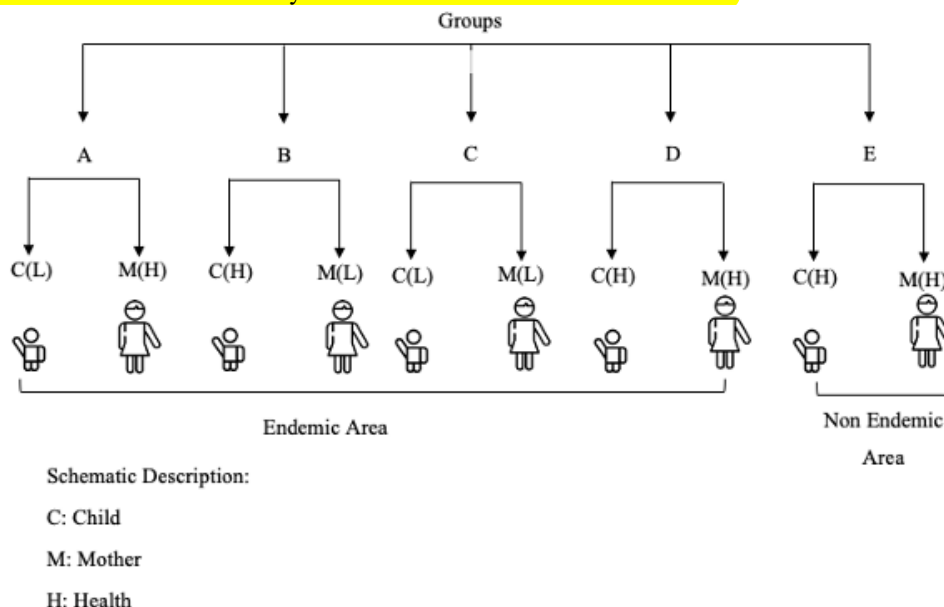 Groups
A B C D E
C(L) M(H) C(H) M(L) C(L) M(L) C(H) M(H) C(H) M(H)
Endemic Area
Non Endemic
Area
Schematic Description:
C: Child
M: Mother
H: Health